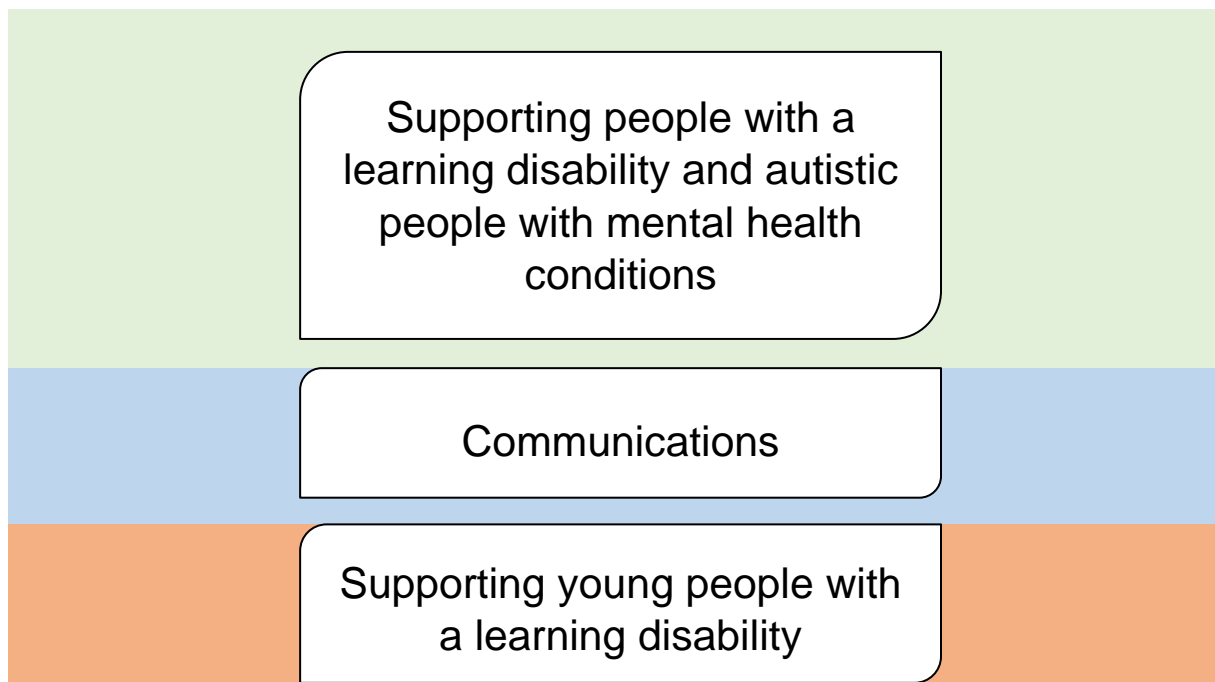 Supporting people with a
learning disability and autistic
people with mental health
conditions
Communications
Supporting young people with
a learning disability